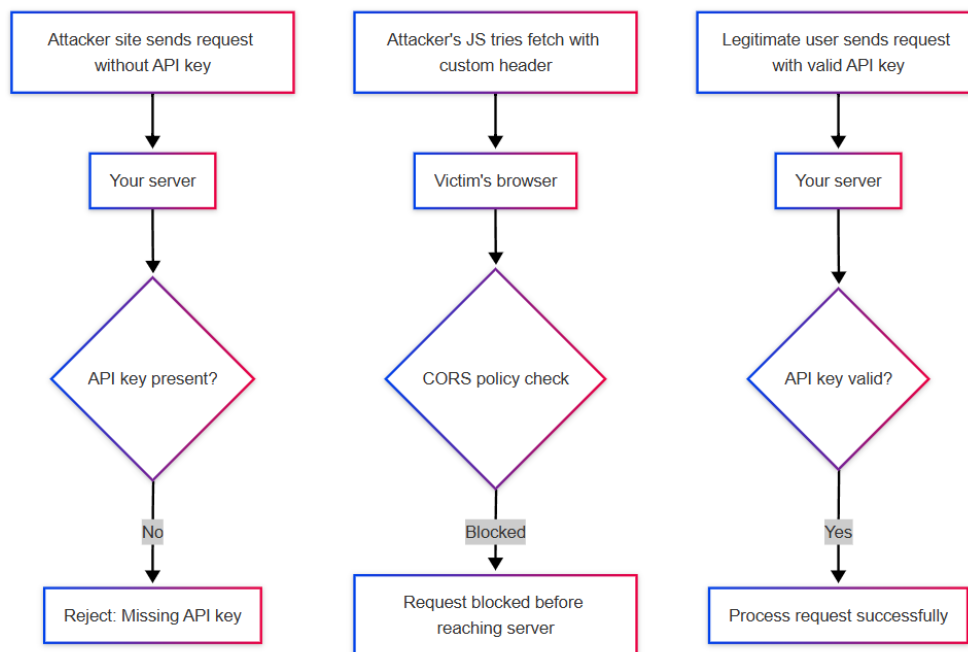 Attacker site sends request
without API key
Your server
API key present?
No
Reject: Missing API key
Attacker's JS tries fetch with
custom header
Victim's browser
CORS policy check
Blocked
Request blocked before
reaching server
Legitimate user sends request
with valid API key
Your server
API key valid?
Yes
Process request successfully